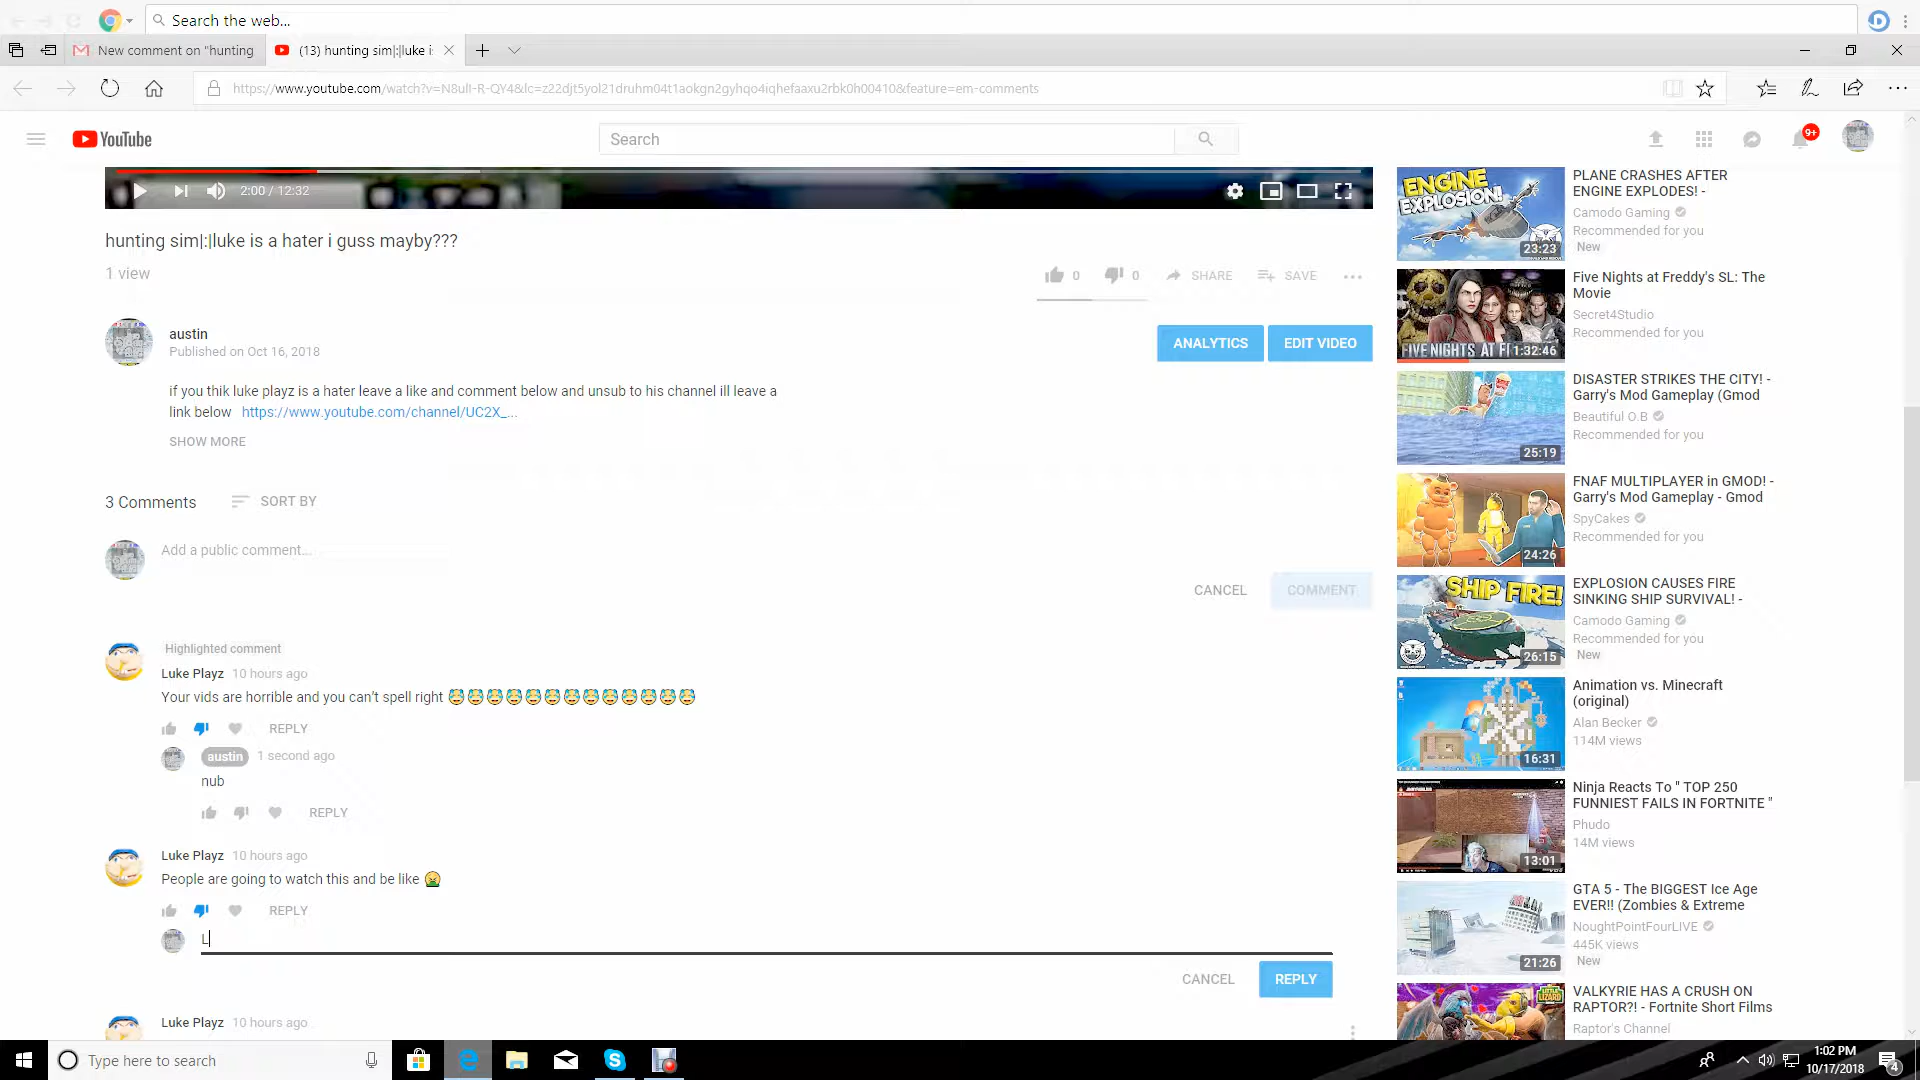 Search the web...
New comment on "hunting
(13) hunting sim|:|luke i
https://www.youtube.com/watch?v=N8uII-R-QY4&lc=z22djt5yol21druhm04t1aokgn2gyhqo4iqhefaaxu2rbk0h00410&feature=em-comments
YouTube
Search
9+
2:00 / 12:32
hunting sim|:|luke is a hater i guss mayby???
1 view
0
0
SHARE
SAVE
austin
Published on Oct 16, 2018
ANALYTICS
EDIT VIDEO
if you thik luke playz is a hater leave a like and comment below and unsub to his channel ill leave a
link below https://www.youtube.com/channel/UC2X_...
SHOW MORE
3 Comments
SORT BY
Add a public comment...
CANCEL
COMMENT
Highlighted comment
Luke Playz 10 hours ago
Your vids are horrible and you can't spell right
REPLY
austin 1 second ago
nub
REPLY
Luke Playz 10 hours ago
People are going to watch this and be like
REPLY
L
CANCEL
REPLY
Luke Playz 10 hours ago
ENGINE
EXPLOSION!
23:23
PLANE CRASHES AFTER
ENGINE EXPLODES! -
Camodo Gaming
Recommended for you
New
FIVE NIGHTS AT F
1:32:46
Five Nights at Freddy's SL: The
Movie
Secret4Studio
Recommended for you
25:19
DISASTER STRIKES THE CITY! -
Garry's Mod Gameplay (Gmod
Beautiful O.B
Recommended for you
24:26
FNAF MULTIPLAYER in GMOD! -
Garry's Mod Gameplay - Gmod
SpyCakes
Recommended for you
SHIP FIRE!
26:15
EXPLOSION CAUSES FIRE
SINKING SHIP SURVIVAL! -
Camodo Gaming
Recommended for you
New
16:31
Animation vs. Minecraft
(original)
Alan Becker
114M views
13:01
Ninja Reacts To " TOP 250
FUNNIEST FAILS IN FORTNITE "
Phudo
14M views
21:26
GTA 5 - The BIGGEST Ice Age
EVER!! (Zombies & Extreme
NoughtPointFourLIVE
445K views
New
VALKYRIE HAS A CRUSH ON
RAPTOR?! - Fortnite Short Films
Raptor's Channel
Type here to search
1:02 PM
10/17/2018
4